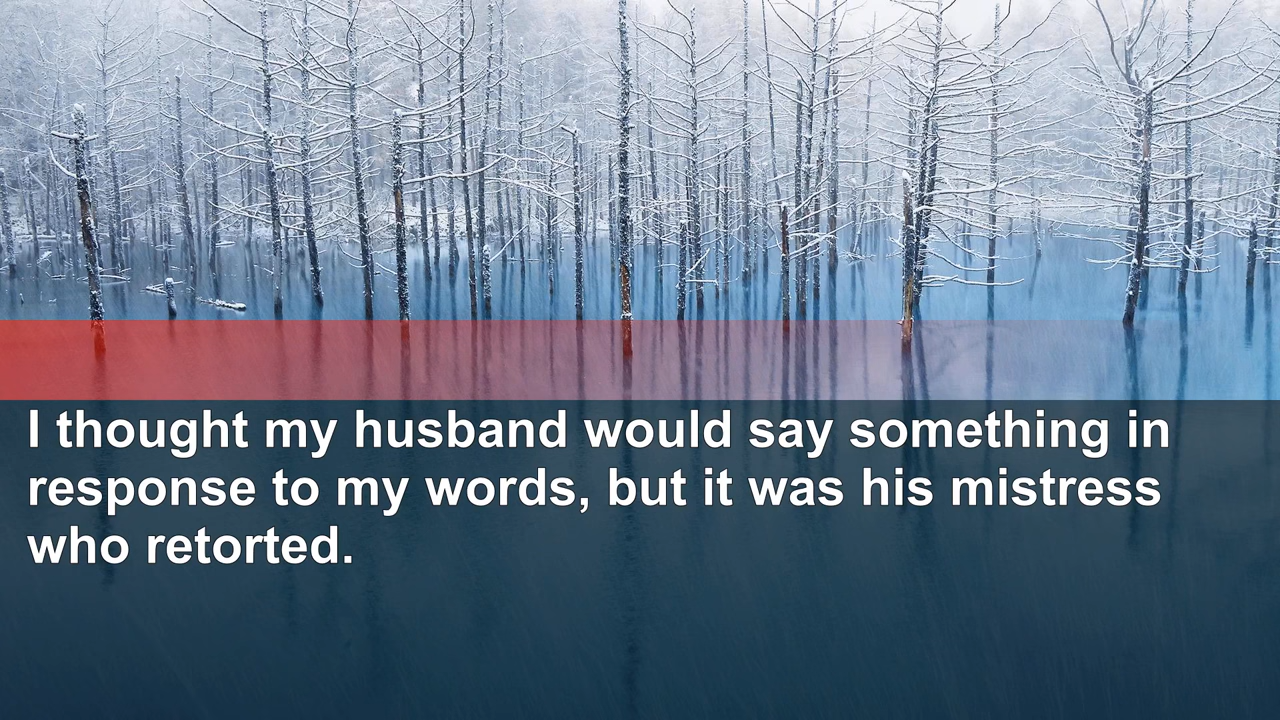 I thought my husband would say something in
response to my words, but it was his mistress
who retorted.